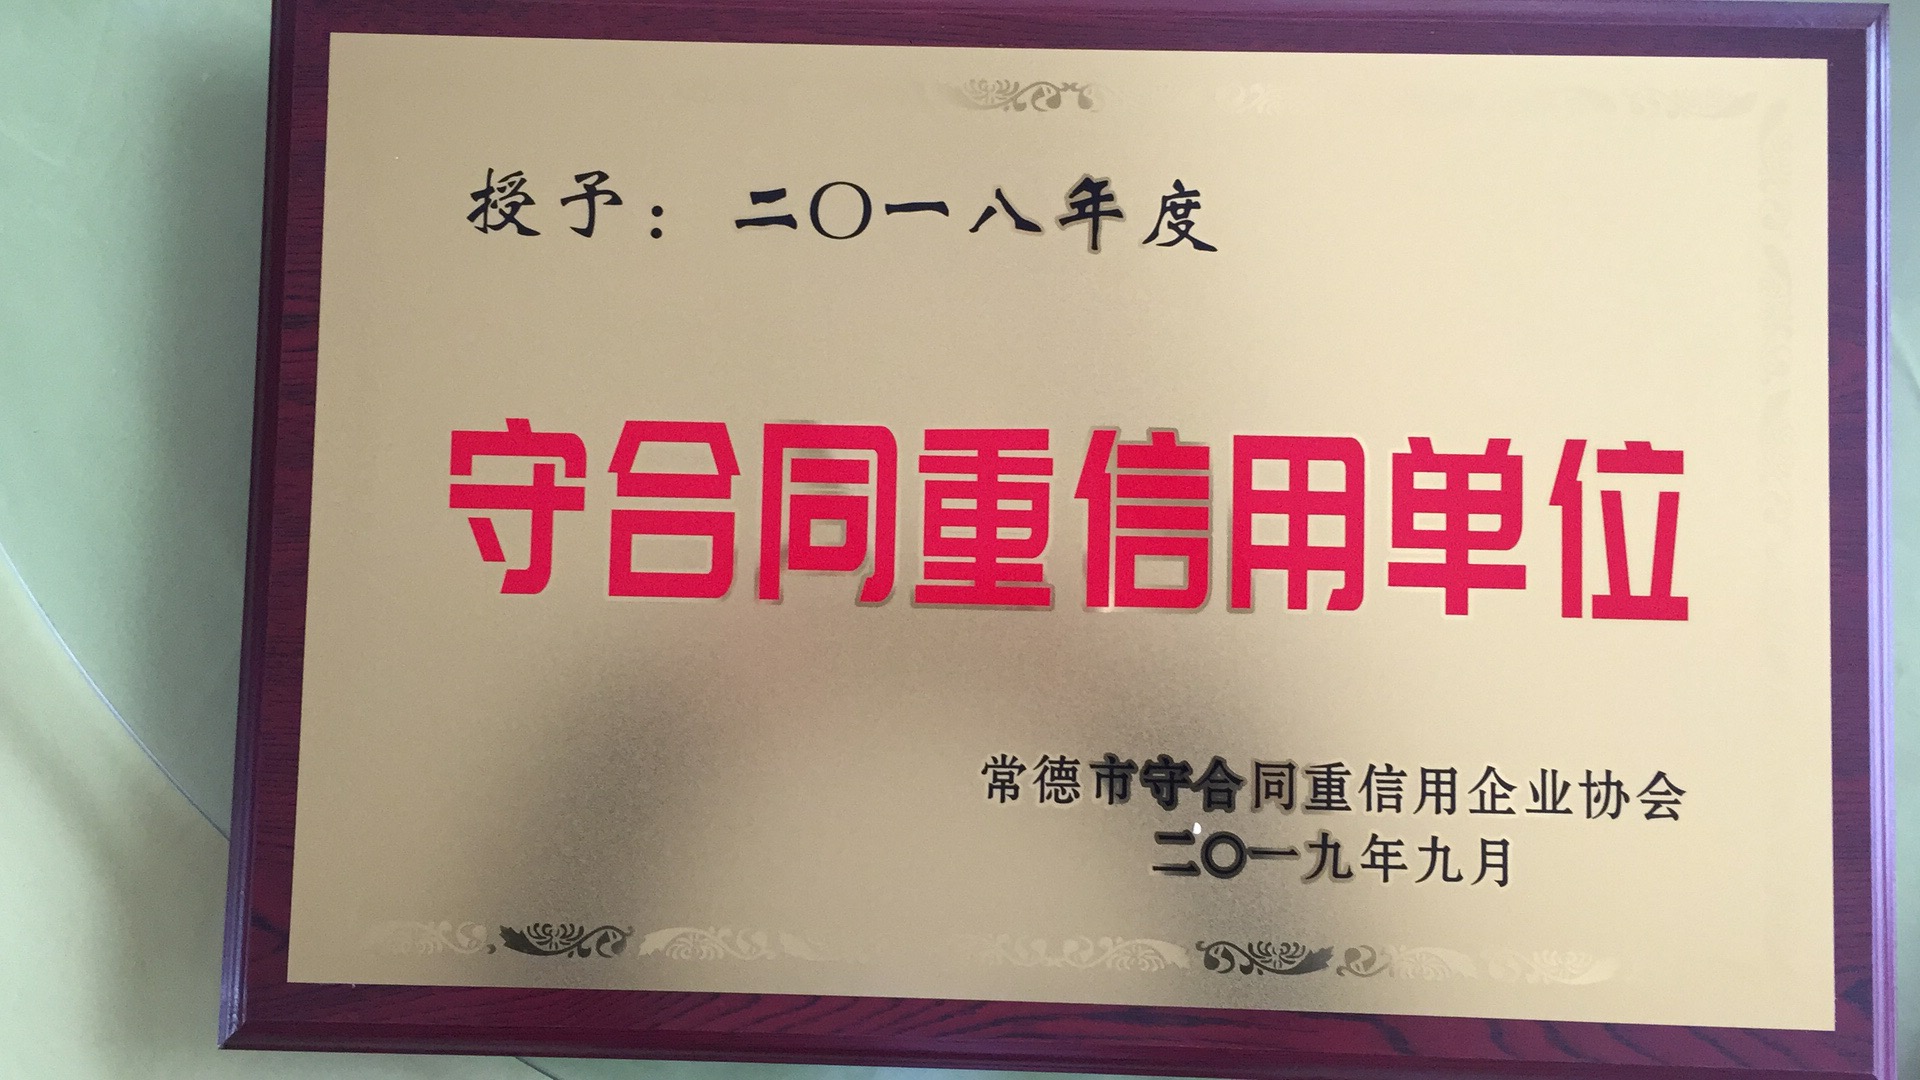 授予：二〇一八年度
守合同重信用单位
常德市守合同重信用企业协会
二〇一九年九月